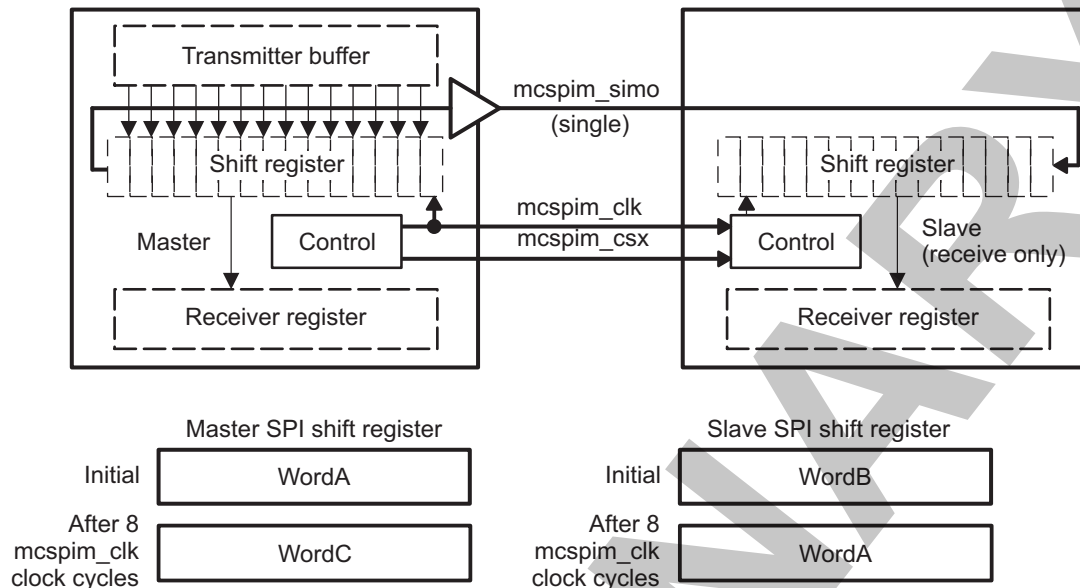 Transmitter buffer
mcspim_simo
(single)
Shift register
Shift register
mcspim_clk
Master
Control
mcspim_csx
Control
Slave
(receive only)
Receiver register
Receiver register
Master SPI shift register
Slave SPI shift register
Initial
WordA
Initial
WordB
After 8
mcspim_clk
clock cycles
WordC
After 8
mcspim_clk
clock cycles
WordA